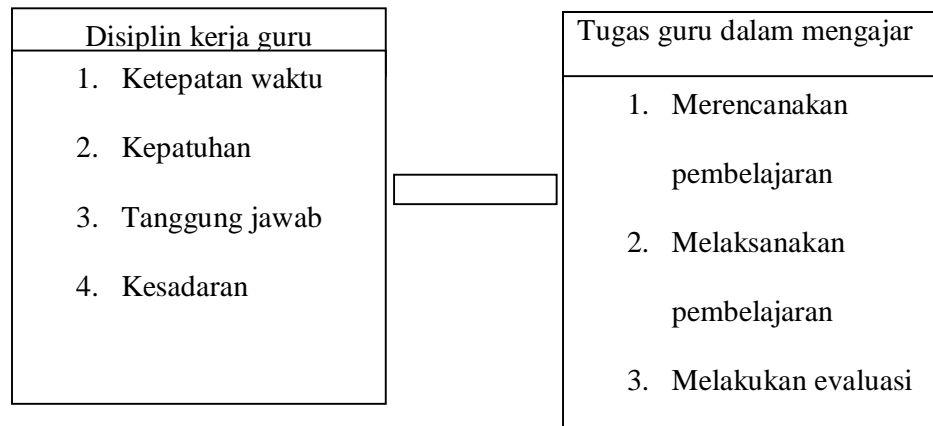 Disiplin kerja guru
1. Ketepatan waktu
2. Kepatuhan
3. Tanggung jawab
4. Kesadaran
Tugas guru dalam mengajar
1. Merencanakan
pembelajaran
2. Melaksanakan
pembelajaran
3. Melakukan evaluasi